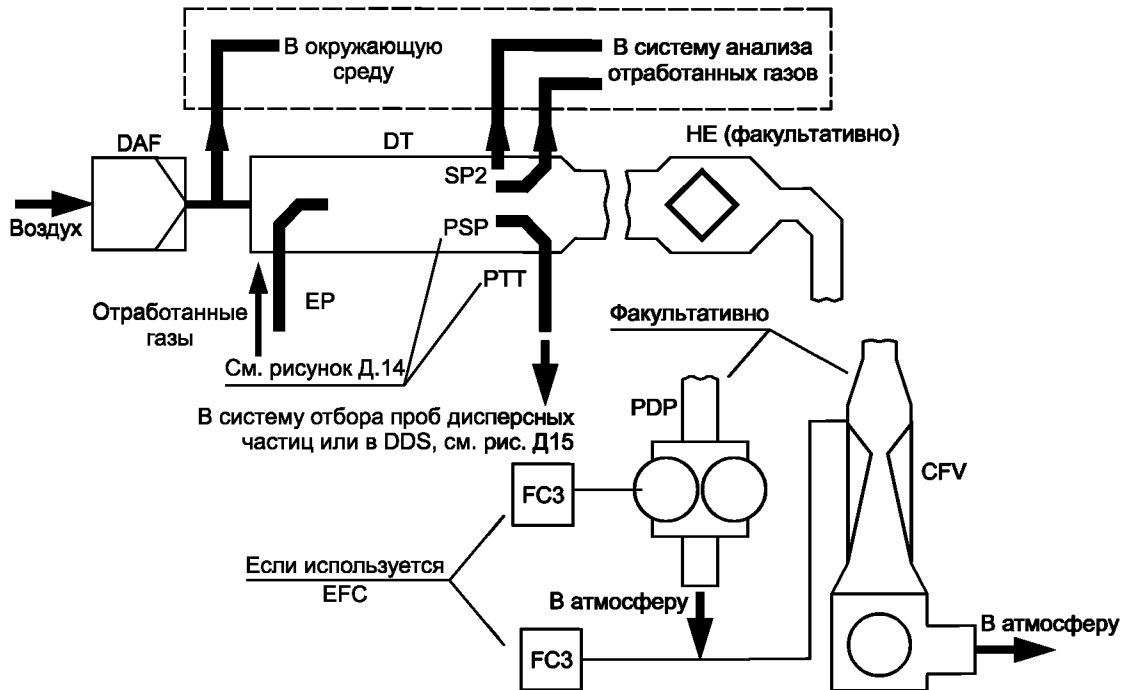 В окружающую
среду
В систему анализа
отработанных газов
DAF
DT
НЕ (факультативно)
SP2
Воздух
PSP
PTT
EP
Отработанные
газы
Факультативно
См. рисунок Д.14
В систему отбора проб дисперсных
частиц или в DDS, см. рис. Д15
PDP
CFV
FC3
Если используется
EFC
В атмосферу
В атмосферу
FC3